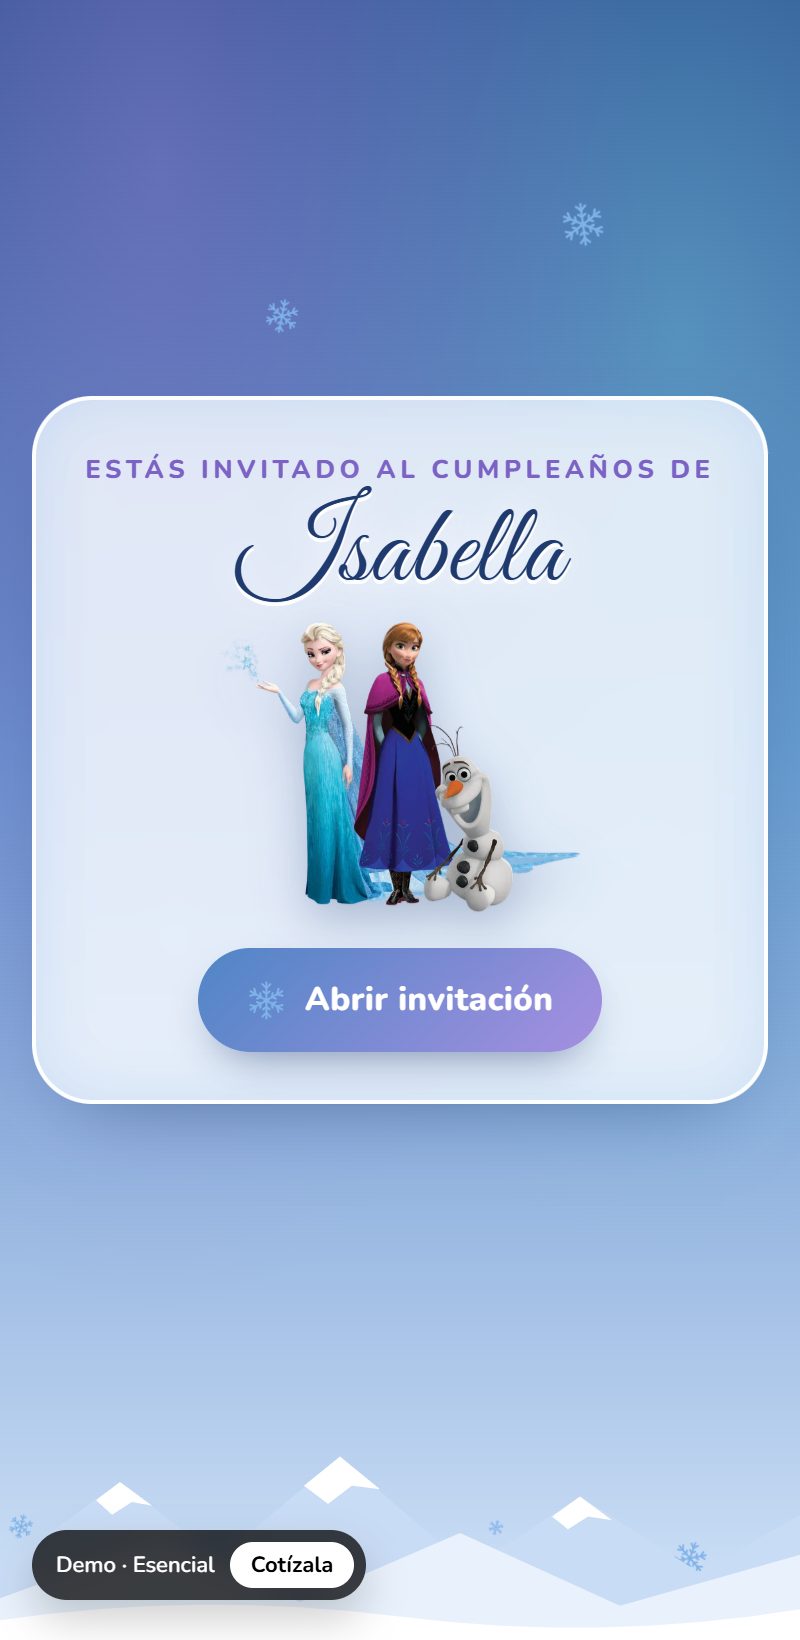 ESTÁS INVITADO AL CUMPLEAÑOS DE
Isabella
Abrir invitación
Demo · Esencial Cotízala